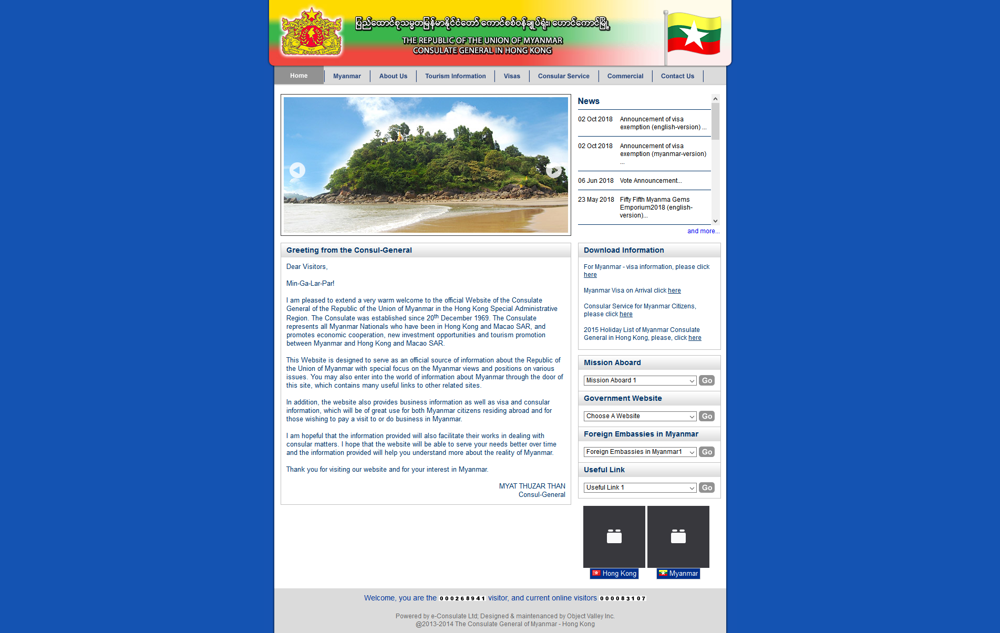 ပြည်ထောင်စုသမ္မတမြန်မာနိုင်ငံတော် ကောင်စစ်ဝန်ချုပ်ရုံး၊ ဟောင်ကောင်မြို့
THE REPUBLIC OF THE UNION OF MYANMAR
CONSULATE GENERAL IN HONG KONG
Home
Myanmar
About Us
Tourism Information
Visas
Consular Service
Commercial
Contact Us
News
02 Oct 2018 Announcement of visa
exemption (english-version) ...
02 Oct 2018 Announcement of visa
exemption (myanmar-version)
...
06 Jun 2018 Vote Announcement...
23 May 2018 Fifty Fifth Myanma Gems
Emporium2018 (english-
version)...
and more...
Greeting from the Consul-General
Dear Visitors,
Min-Ga-Lar-Par!
I am pleased to extend a very warm welcome to the official Website of the Consulate
General of the Republic of the Union of Myanmar in the Hong Kong Special Administrative
Region. The Consulate was established since 20th December 1969. The Consulate
represents all Myanmar Nationals who have been in Hong Kong and Macao SAR, and
promotes economic cooperation, new investment opportunities and tourism promotion
between Myanmar and Hong Kong and Macao SAR.
This Website is designed to serve as an official source of information about the Republic of
the Union of Myanmar with special focus on the Myanmar views and positions on various
issues. You may also enter into the world of information about Myanmar through the door of
this site, which contains many useful links to other related sites.
In addition, the website also provides business information as well as visa and consular
information, which will be of great use for both Myanmar citizens residing abroad and for
those wishing to pay a visit to or do business in Myanmar.
I am hopeful that the information provided will also facilitate their works in dealing with
consular matters. I hope that the website will be able to serve your needs better over time
and the information provided will help you understand more about the reality of Myanmar.
Thank you for visiting our website and for your interest in Myanmar.
MYAT THUZAR THAN
Consul-General
Download Information
For Myanmar - visa information, please click
here
Myanmar Visa on Arrival click here
Consular Service for Myanmar Citizens,
please click here
2015 Holiday List of Myanmar Consulate
General in Hong Kong, please, click here
Mission Aboard
Mission Aboard 1 Go
Government Website
Choose A Website Go
Foreign Embassies in Myanmar
Foreign Embassies in Myanmar1 Go
Useful Link
Useful Link 1 Go
Hong Kong
Myanmar
Welcome, you are the 000268941 visitor, and current online visitors 000083107
Powered by e-Consulate Ltd; Designed & maintenanced by Object Valley Inc.
@2013-2014 The Consulate General of Myanmar - Hong Kong